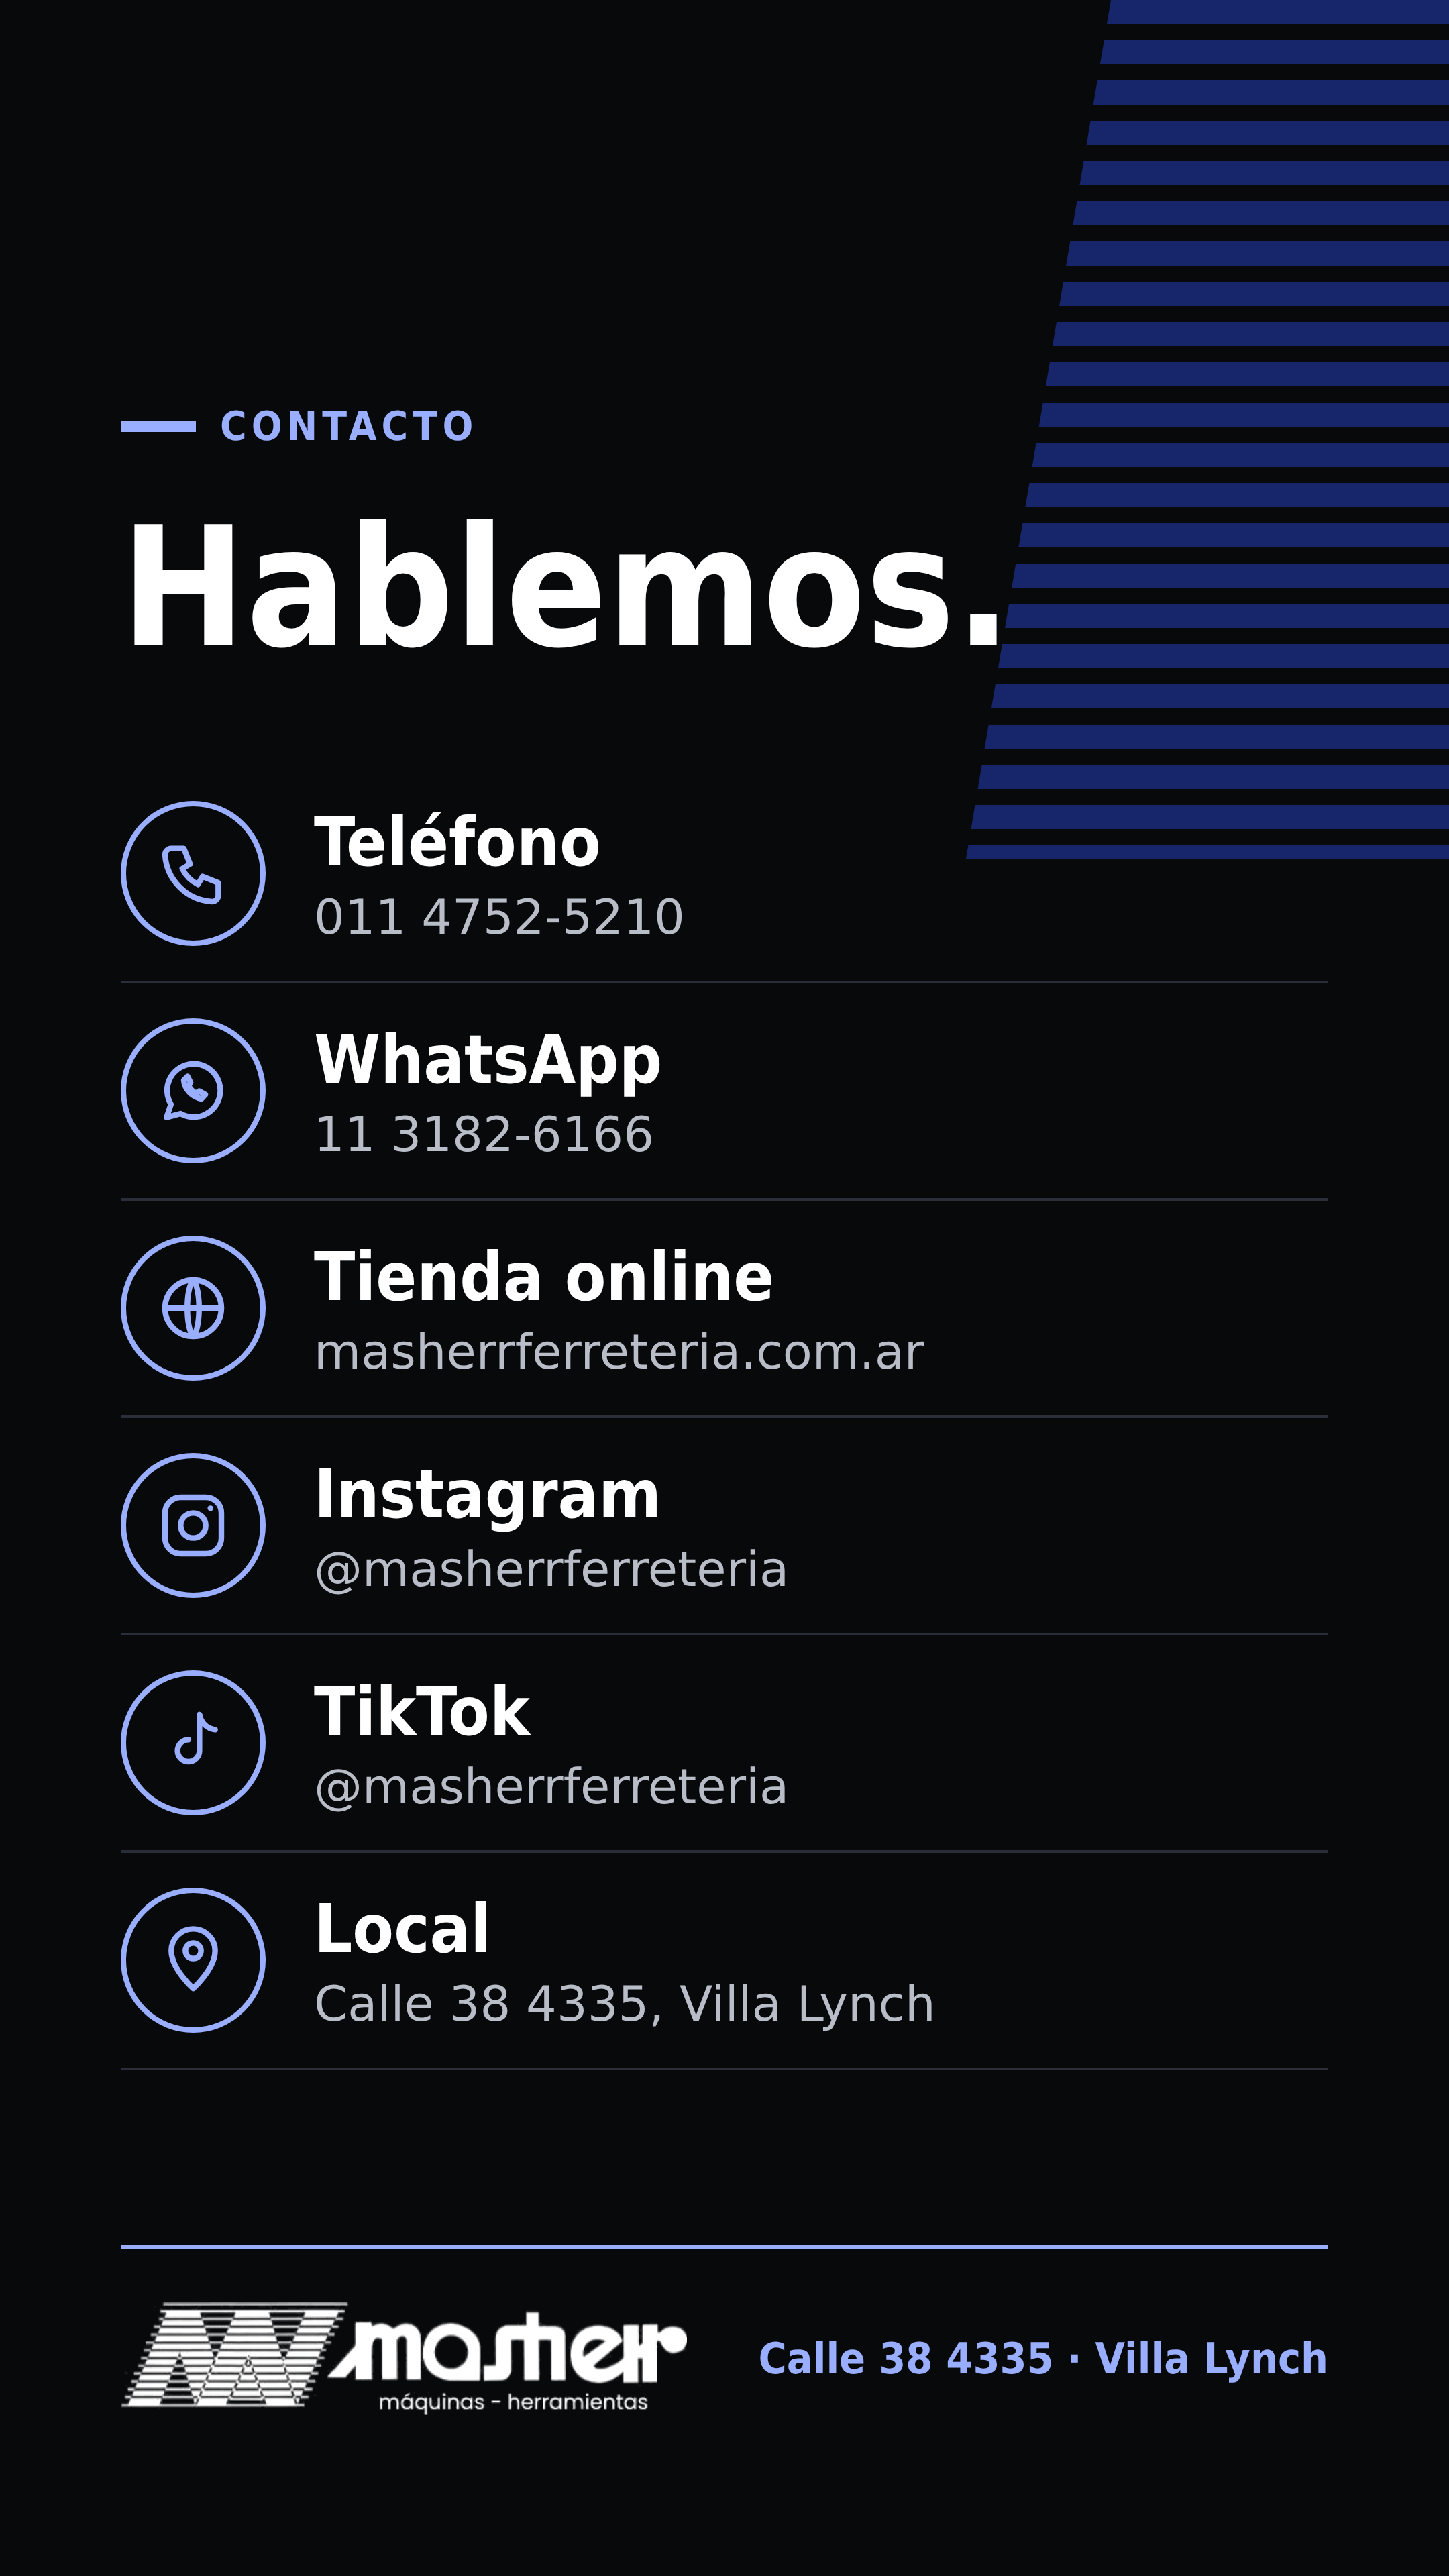 CONTACTO
Hablemos.
Teléfono
011 4752-5210
WhatsApp
11 3182-6166
Tienda online
masherrferreteria.com.ar
Instagram
@masherrferreteria
TikTok
@masherrferreteria
Local
Calle 38 4335, Villa Lynch
masherr
máquinas - herramientas
Calle 38 4335 · Villa Lynch